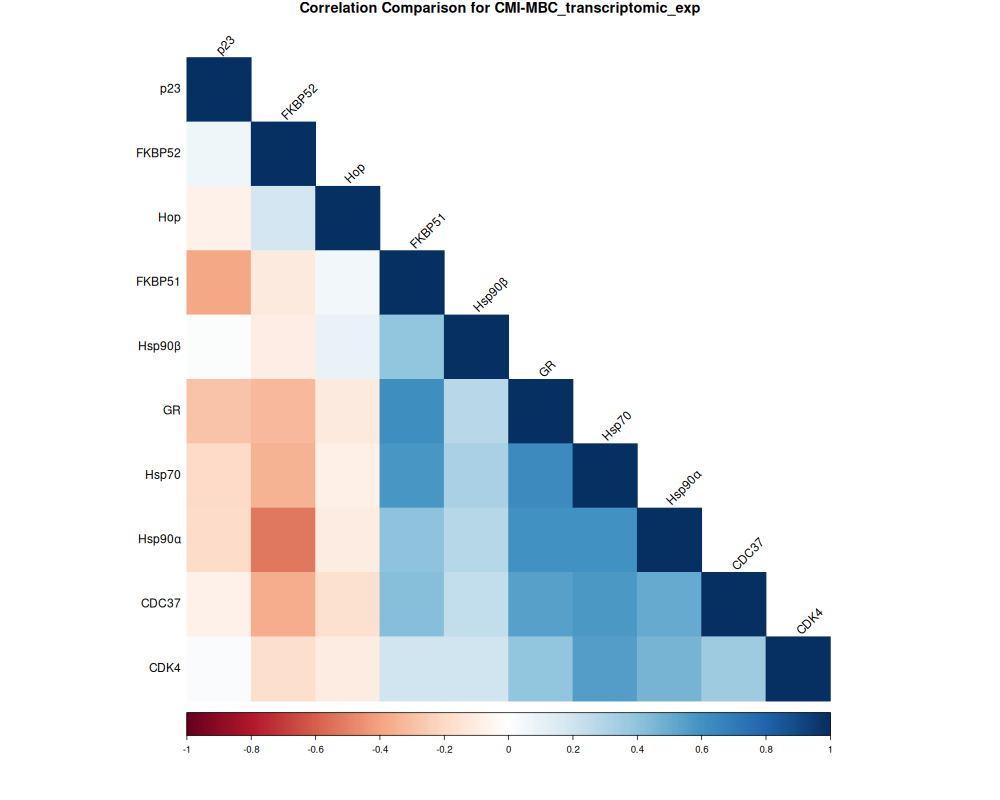 Correlation Comparison for CMI-MBC_transcriptomic_exp
p23
p23
FKBP52
FKBP52
Hop
Hop
FKBP51
FKBP51
Hsp90β
Hsp90β
GR
GR
Hsp70
Hsp70
Hsp90α
Hsp90α
CDC37
CDC37
CDK4
CDK4
-1 -0.8 -0.6 -0.4 -0.2 0 0.2 0.4 0.6 0.8 1